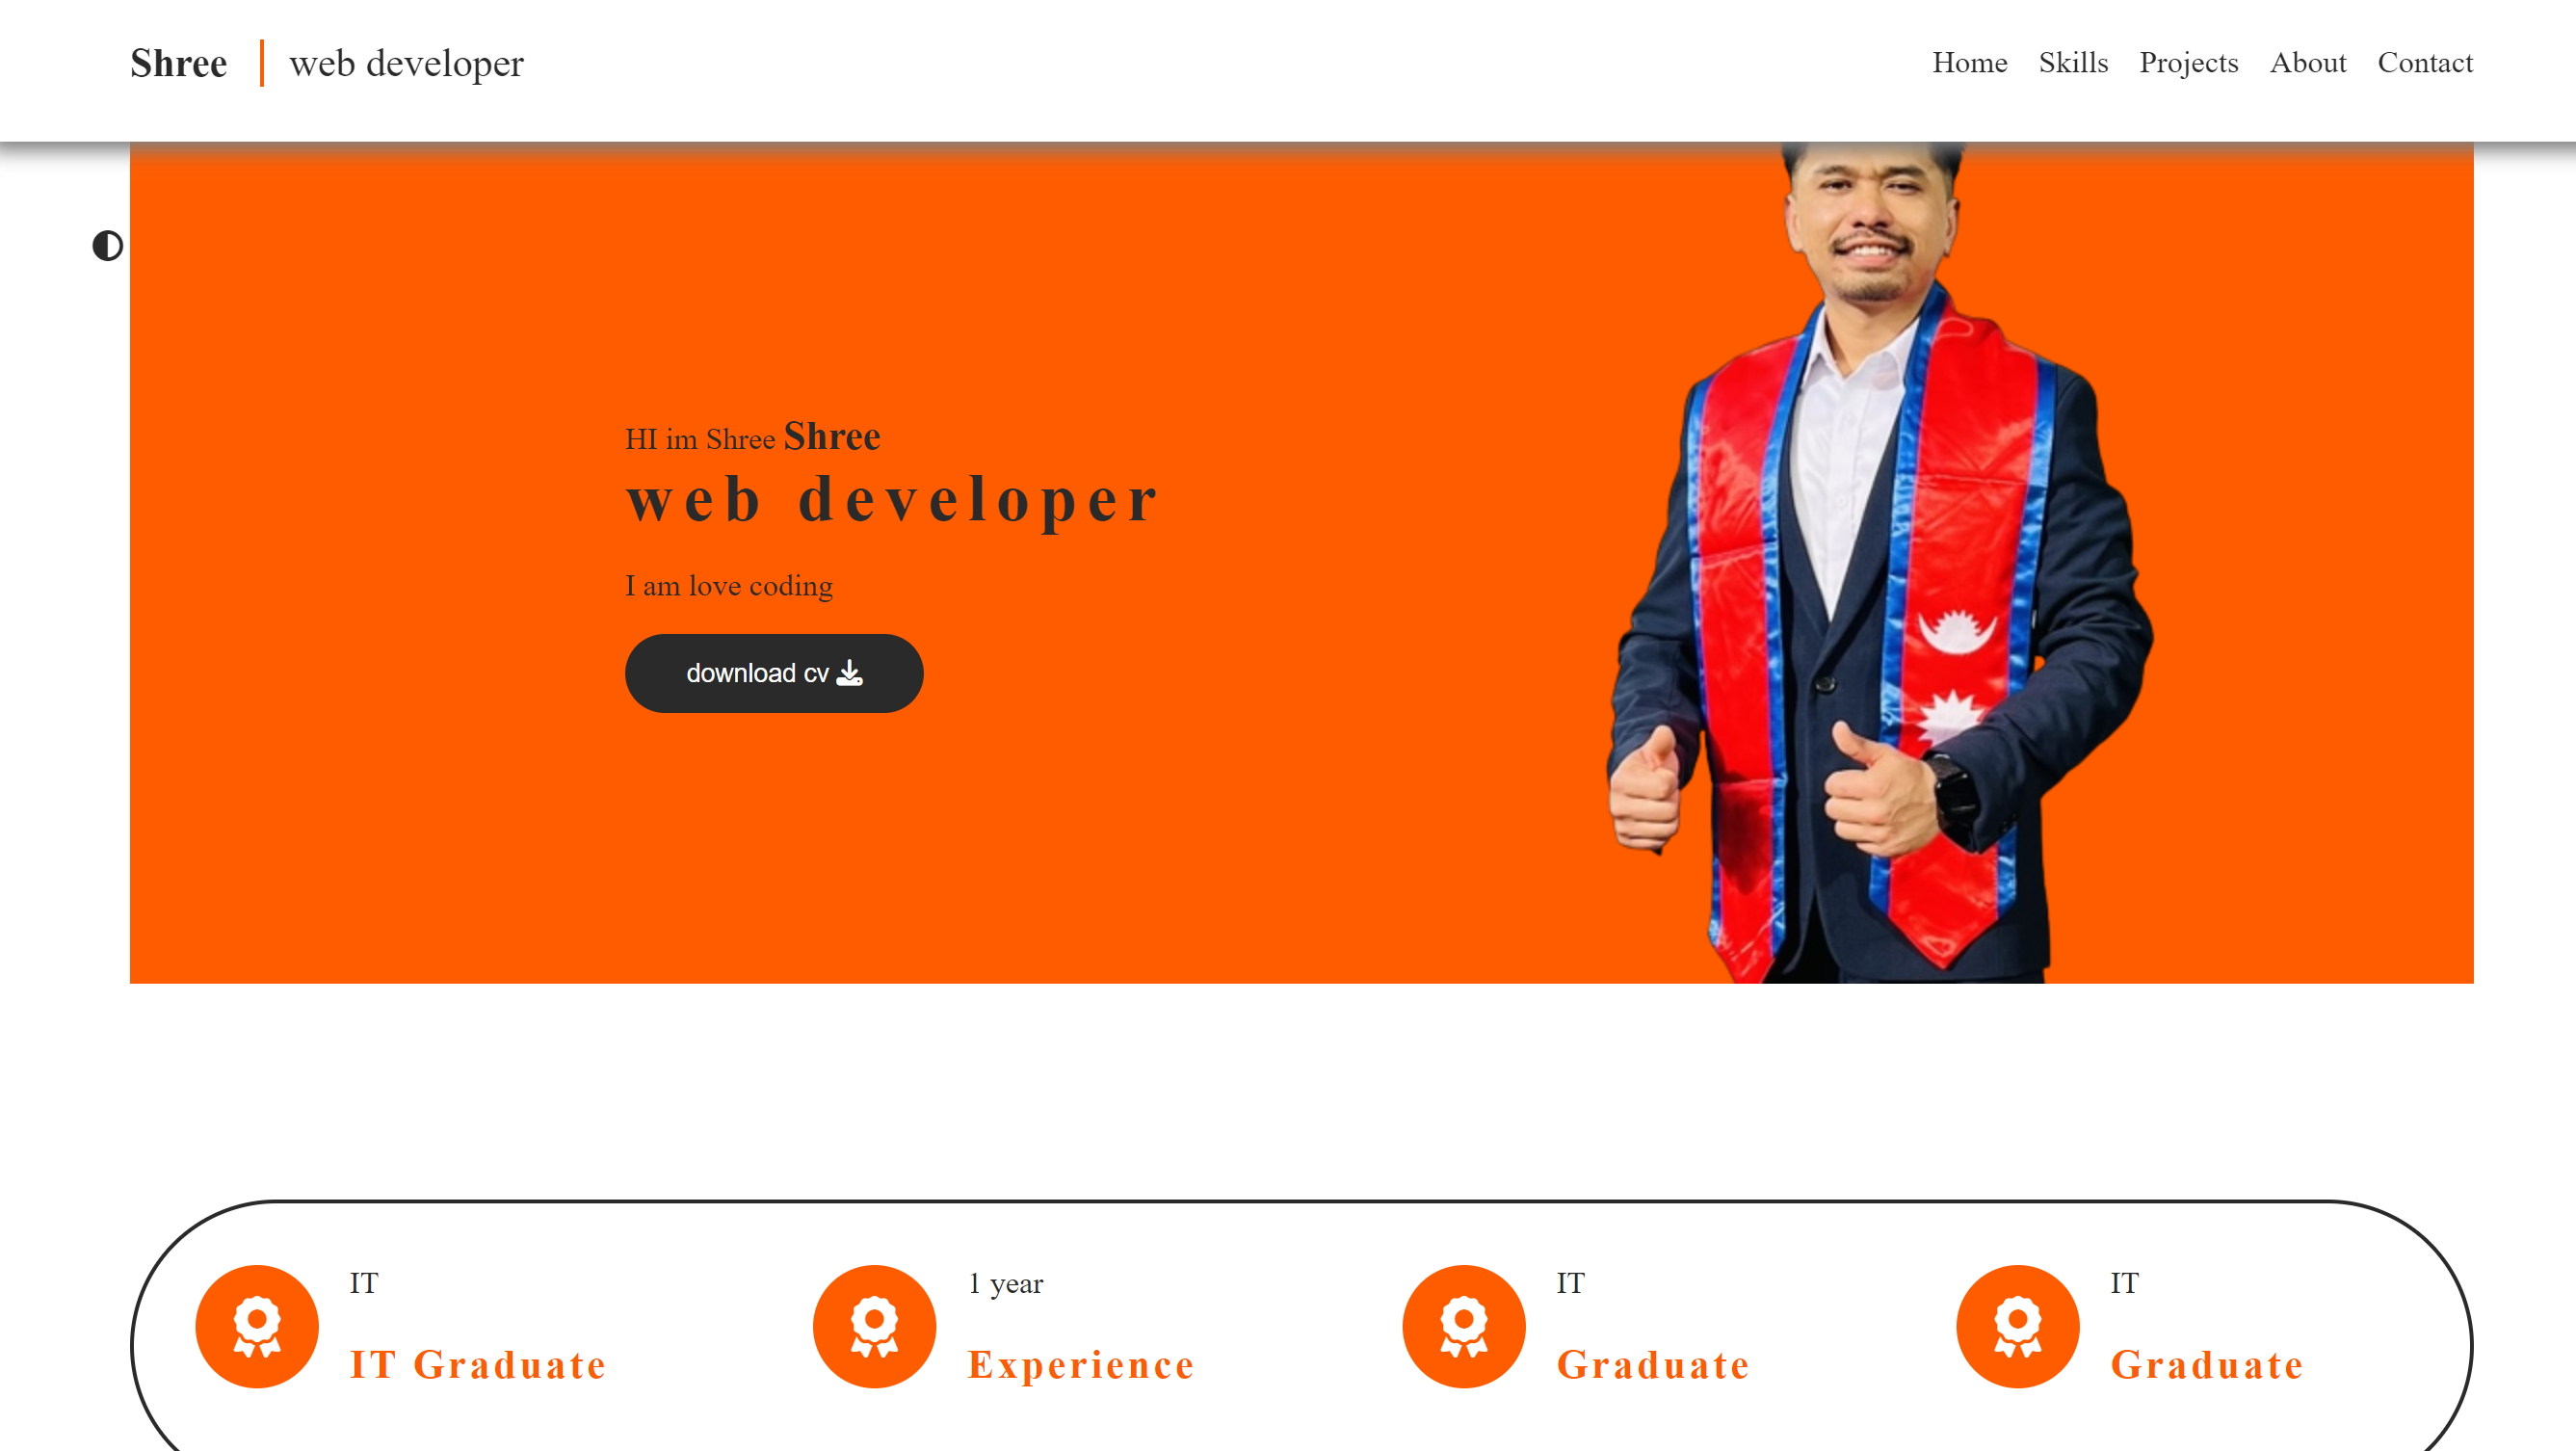 Shree web developer Home Skills Projects About Contact
HI im Shree Shree
web developer
I am love coding
download cv
IT
IT Graduate
1 year
Experience
IT
Graduate
IT
Graduate